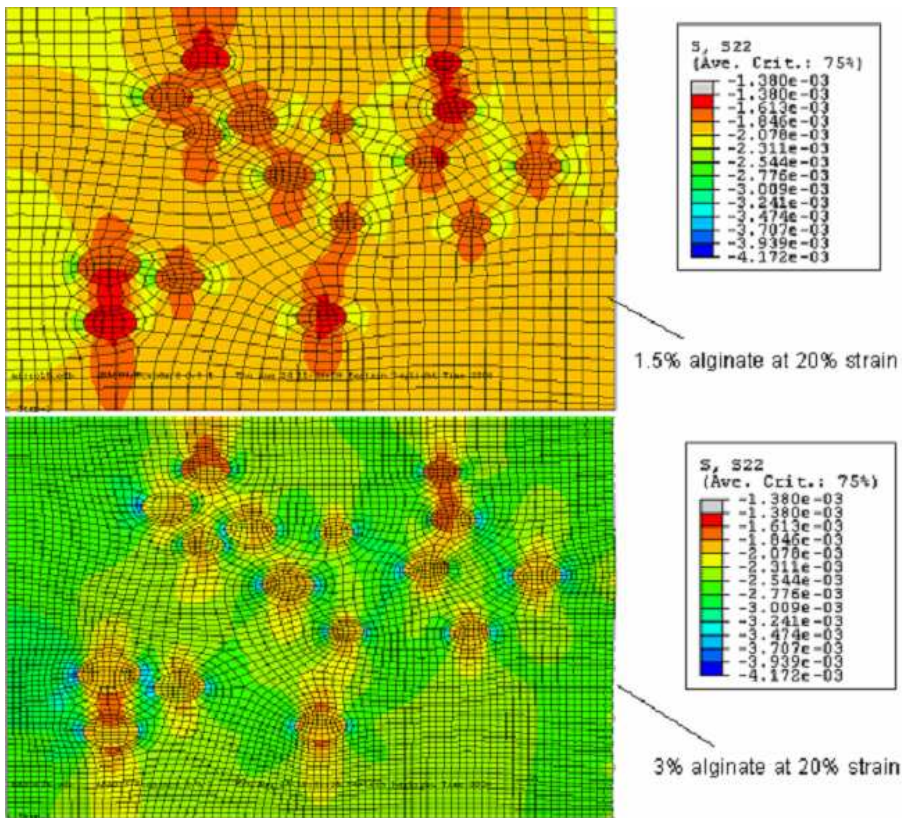 S, S22
(Ave. Crit.: 75%)
-1.380e-03
-1.380e-03
-1.613e-03
-1.846e-03
-2.078e-03
-2.311e-03
-2.544e-03
-2.776e-03
-3.009e-03
-3.241e-03
-3.474e-03
-3.707e-03
-3.939e-03
-4.172e-03
1.5% alginate at 20% strain
S, S22
(Ave. Crit.: 75%)
-1.380e-03
-1.380e-03
-1.613e-03
-1.846e-03
-2.078e-03
-2.311e-03
-2.544e-03
-2.776e-03
-3.009e-03
-3.241e-03
-3.474e-03
-3.707e-03
-3.939e-03
-4.172e-03
3% alginate at 20% strain